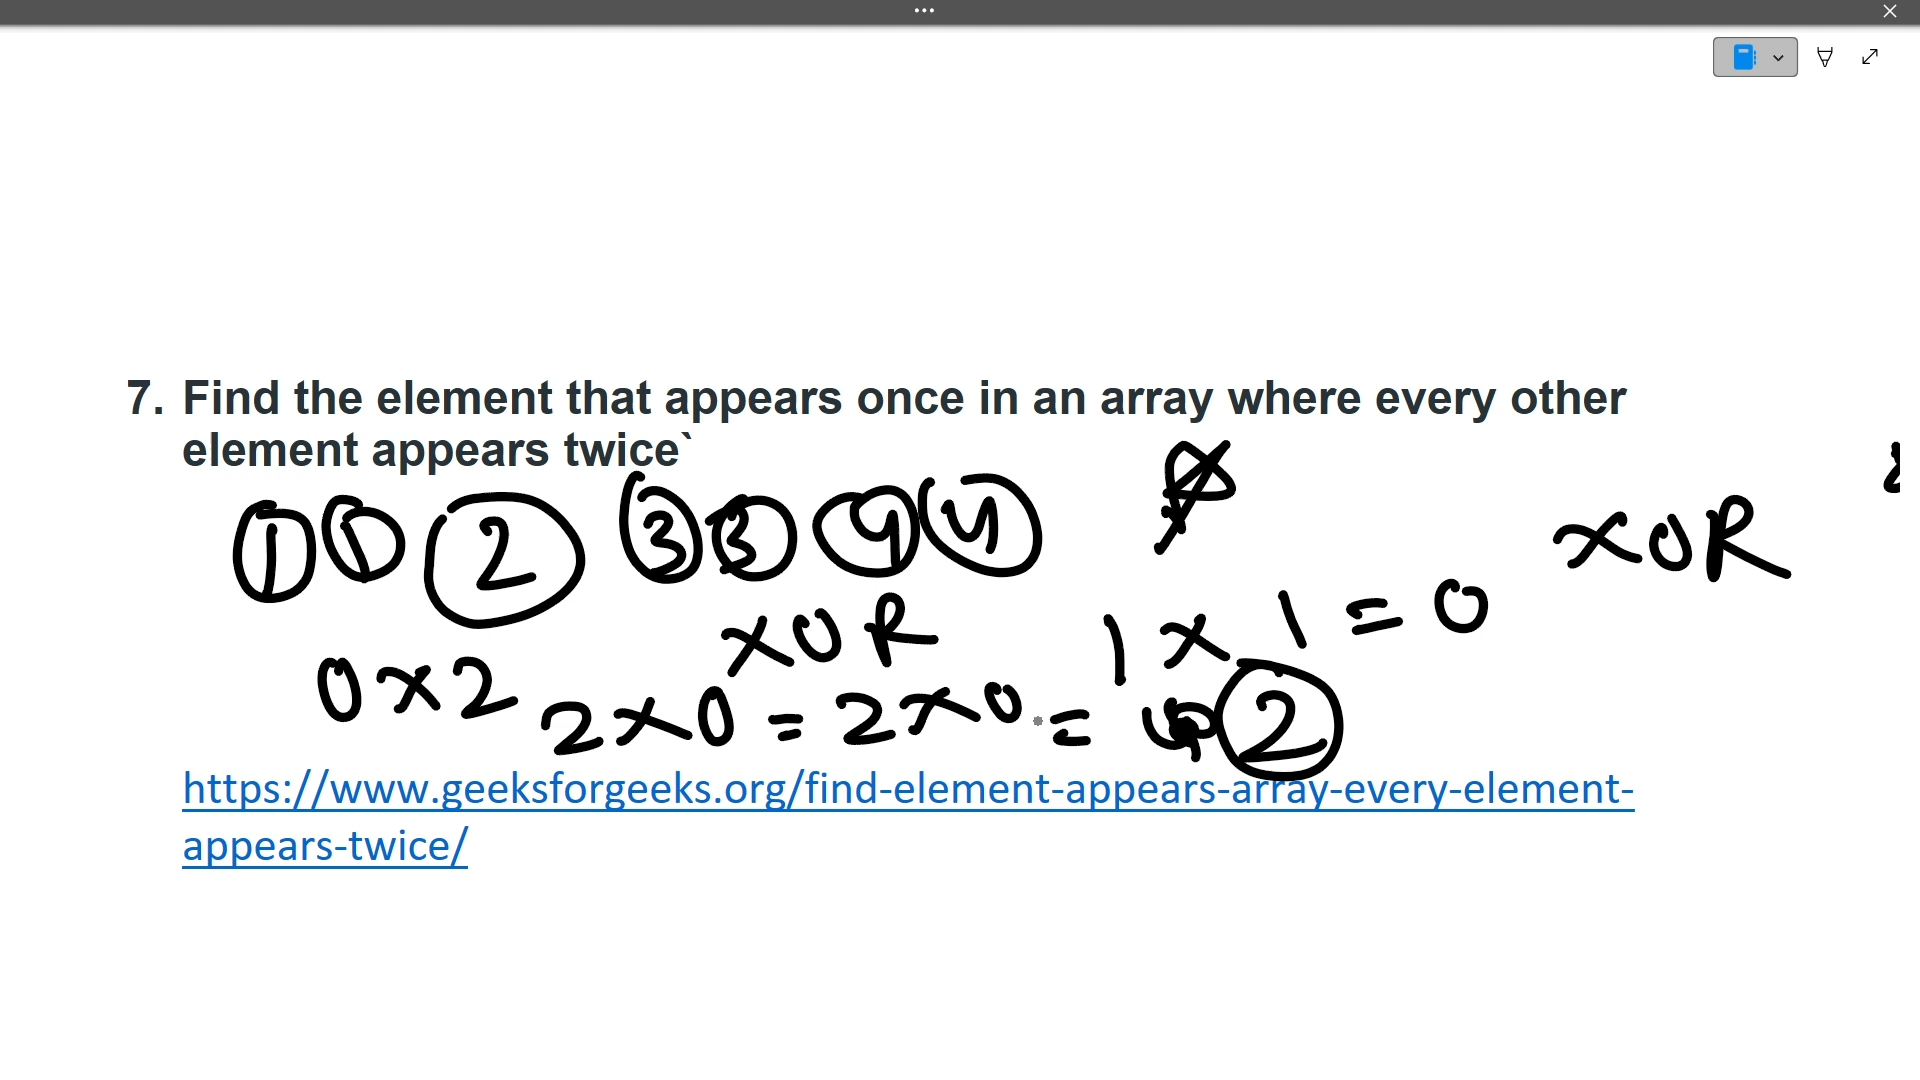 7. Find the element that appears once in an array where every other
element appears twice`
1 1 2 3 3 4 4
XOR
XOR 1 x 1 = 0
0 x 2 2 x 0 = 2 x 0 = 2
https://www.geeksforgeeks.org/find-element-appears-array-every-element-
appears-twice/